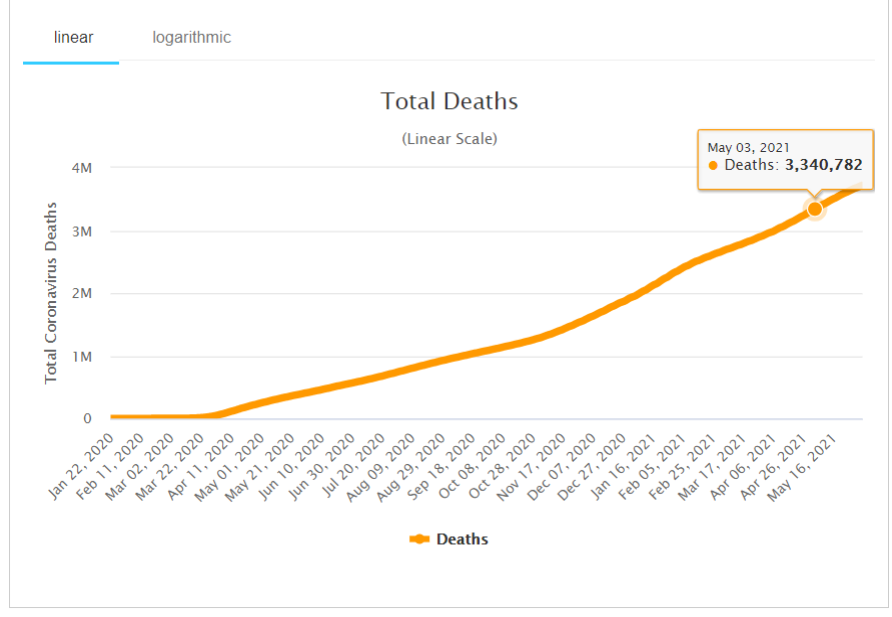 linear
logarithmic
Total Deaths
(Linear Scale)
May 03, 2021
Deaths: 3,340,782
Total Coronavirus Deaths
4M
3M
2M
1M
0
Jan 22, 2020
Feb 11, 2020
Mar 02, 2020
Mar 22, 2020
Apr 11, 2020
May 01, 2020
May 21, 2020
Jun 10, 2020
Jun 30, 2020
Jul 20, 2020
Aug 09, 2020
Aug 29, 2020
Sep 18, 2020
Oct 08, 2020
Oct 28, 2020
Nov 17, 2020
Dec 07, 2020
Dec 27, 2020
Jan 16, 2021
Feb 05, 2021
Feb 25, 2021
Mar 17, 2021
Apr 06, 2021
Apr 26, 2021
May 16, 2021
Deaths